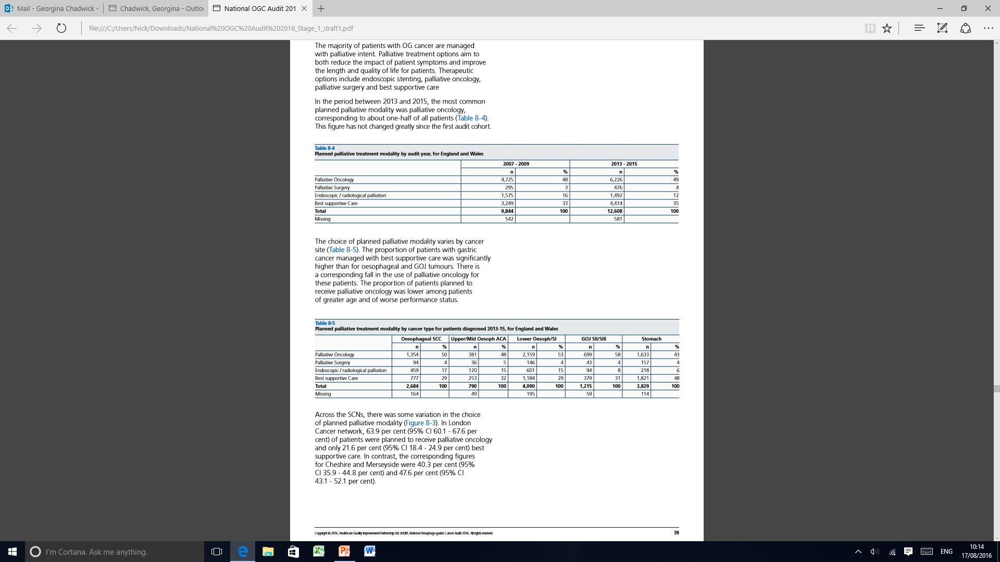 Mail - Georgina Chadwick -
Chadwick, Georgina - Outlo
National OGC Audit 201
file:///C:/Users/Nick/Downloads/National%20OGC%20Audit%202016_Stage_1_draft1.pdf
The majority of patients with OG cancer are managed
with palliative intent. Palliative treatment options aim to
both reduce the impact of patient symptoms and improve
the length and quality of life for patients. Therapeutic
options include endoscopic stenting, palliative oncology,
palliative surgery and best supportive care
In the period between 2013 and 2015, the most common
planned palliative modality was palliative oncology,
corresponding to about one-half of all patients (Table 8-4).
This figure has not changed greatly since the first audit cohort.
Table 8-4
Planned palliative treatment modality by audit year, for England and Wales
2007 - 2009 2013 - 2015
n % n %
Palliative Oncology 4,725 48 6,226 49
Palliative Surgery 295 3 476 4
Endoscopic / radiological palliation 1,575 16 1,492 12
Best supportive Care 3,249 33 4,414 35
Total 9,844 100 12,608 100
Missing 542 581
The choice of planned palliative modality varies by cancer
site (Table 8-5). The proportion of patients with gastric
cancer managed with best supportive care was significantly
higher than for oesophageal and GOJ tumours. There is
a corresponding fall in the use of palliative oncology for
these patients. The proportion of patients planned to
receive palliative oncology was lower among patients
of greater age and of worse performance status.
Table 8-5
Planned palliative treatment modality by cancer type for patients diagnosed 2013-15, for England and Wales
Oesophageal SCC Upper/Mid Oesoph ACA Lower Oesoph/SI GOJ SII/SIII Stomach
n % n % n % n % n %
Palliative Oncology 1,354 50 381 48 2,159 53 699 58 1,633 43
Palliative Surgery 94 4 36 5 146 4 43 4 157 4
Endoscopic / radiological palliation 459 17 120 15 601 15 94 8 218 6
Best supportive Care 777 29 253 32 1,184 29 379 31 1,821 48
Total 2,684 100 790 100 4,090 100 1,215 100 3,829 100
Missing 164 49 195 59 114
Across the SCNs, there was some variation in the choice
of planned palliative modality (Figure 8-3). In London
Cancer network, 63.9 per cent (95% CI 60.1 - 67.6 per
cent) of patients were planned to receive palliative oncology
and only 21.6 per cent (95% CI 18.4 - 24.9 per cent) best
supportive care. In contrast, the corresponding figures
for Cheshire and Merseyside were 40.3 per cent (95%
CI 35.9 - 44.8 per cent) and 47.6 per cent (95% CI
43.1 - 52.1 per cent).
Copyright © 2016, Healthcare Quality Improvement Partnership Ltd. (HQIP), National Oesophago-gastric Cancer Audit 2016. All rights reserved.
39
I'm Cortana. Ask me anything.
ENG
10:14
17/08/2016